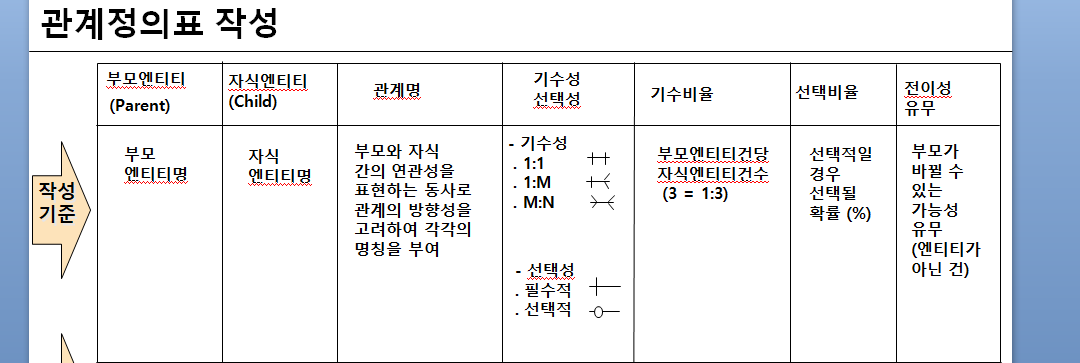 관계정의표 작성
부모엔티티
(Parent)
자식엔티티
(Child)
관계명
기수성
선택성
기수비율
선택비율
전이성
유무
작성
기준
부모
엔티티명
자식
엔티티명
부모와 자식
간의 연관성을
표현하는 동사로
관계의 방향성을
고려하여 각각의
명칭을 부여
- 기수성
. 1:1
. 1:M
. M:N
- 선택성
. 필수적
. 선택적
부모엔티티건당
자식엔티티건수
(3 = 1:3)
선택적일
경우
선택될
확률 (%)
부모가
바뀔 수
있는
가능성
유무
(엔티티가
아닌 건)